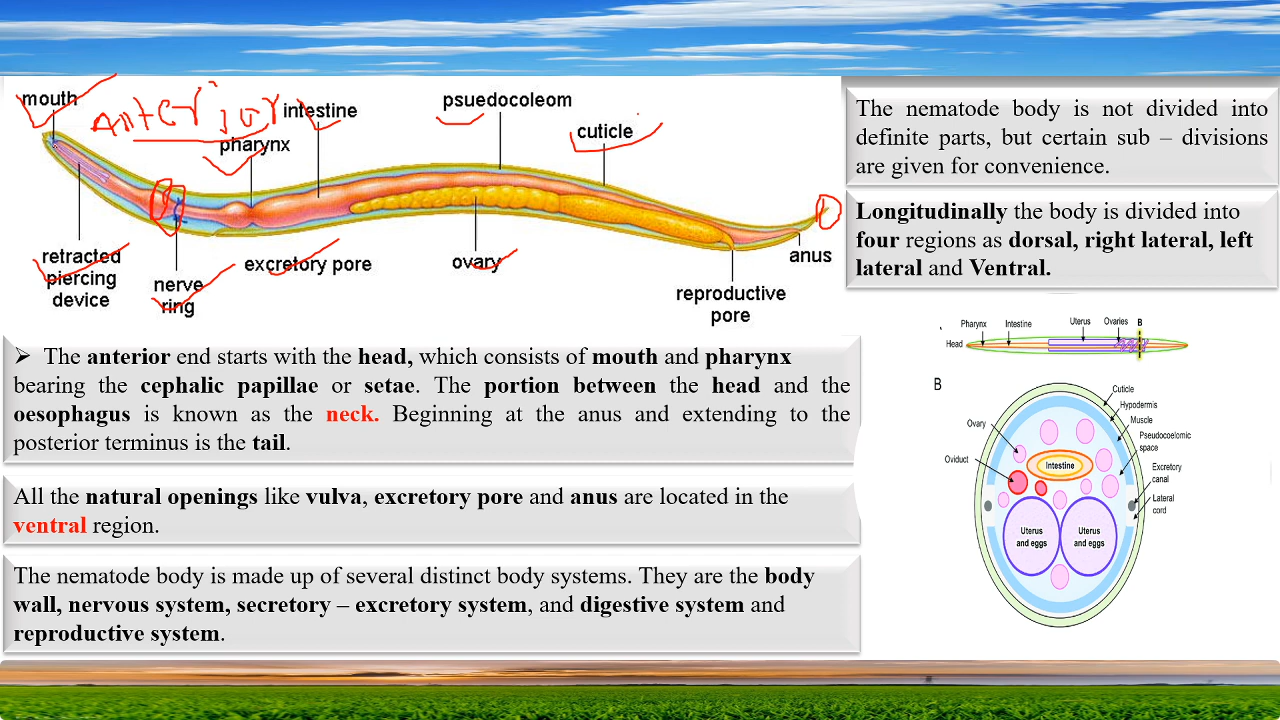 mouth
Anterior
intestine
psuedocoleom
cuticle
pharynx
retracted
piercing
device
nerve
ring
excretory pore
ovary
anus
reproductive
pore
The nematode body is not divided into
definite parts, but certain sub – divisions
are given for convenience.
Longitudinally the body is divided into
four regions as dorsal, right lateral, left
lateral and Ventral.
Pharynx
Intestine
Uterus
Ovaries
B
Head
B
Cuticle
Hypodermis
Muscle
Pseudocoelomic
space
Excretory
canal
Lateral
cord
Ovary
Oviduct
Intestine
Uterus
and eggs
Uterus
and eggs
➢ The anterior end starts with the head, which consists of mouth and pharynx
bearing the cephalic papillae or setae. The portion between the head and the
oesophagus is known as the neck. Beginning at the anus and extending to the
posterior terminus is the tail.
All the natural openings like vulva, excretory pore and anus are located in the
ventral region.
The nematode body is made up of several distinct body systems. They are the body
wall, nervous system, secretory – excretory system, and digestive system and
reproductive system.